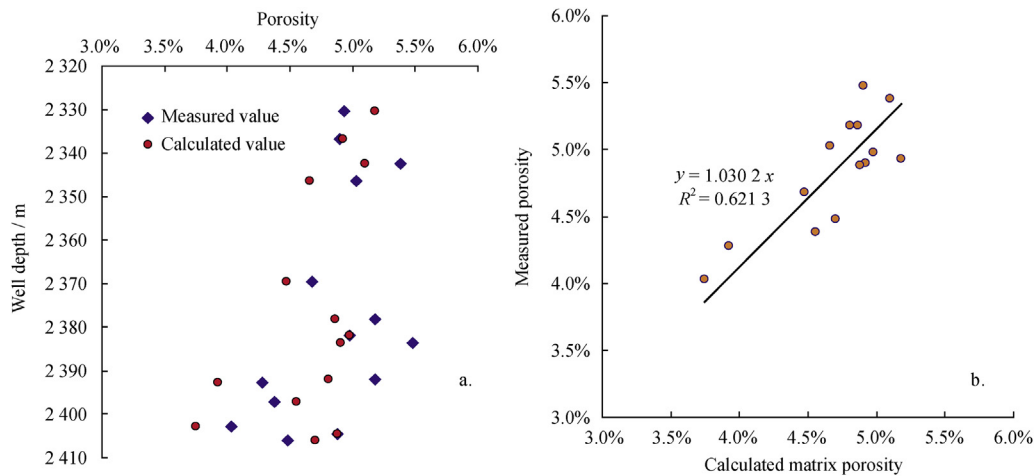 Porosity
3.0% 4.0% 4.5% 5.0% 5.5% 6.0%
2 320
2 330
2 340
2 350
2 360
2 370
2 380
2 390
2 400
2 410
Well depth / m
Measured value
Calculated value
a.
6.0%
5.5%
5.0%
4.5%
4.0%
3.5%
3.0%
Measured porosity
y = 1.030 2 x
R² = 0.621 3
b.
3.0% 3.5% 4.0% 4.5% 5.0% 5.5% 6.0%
Calculated matrix porosity